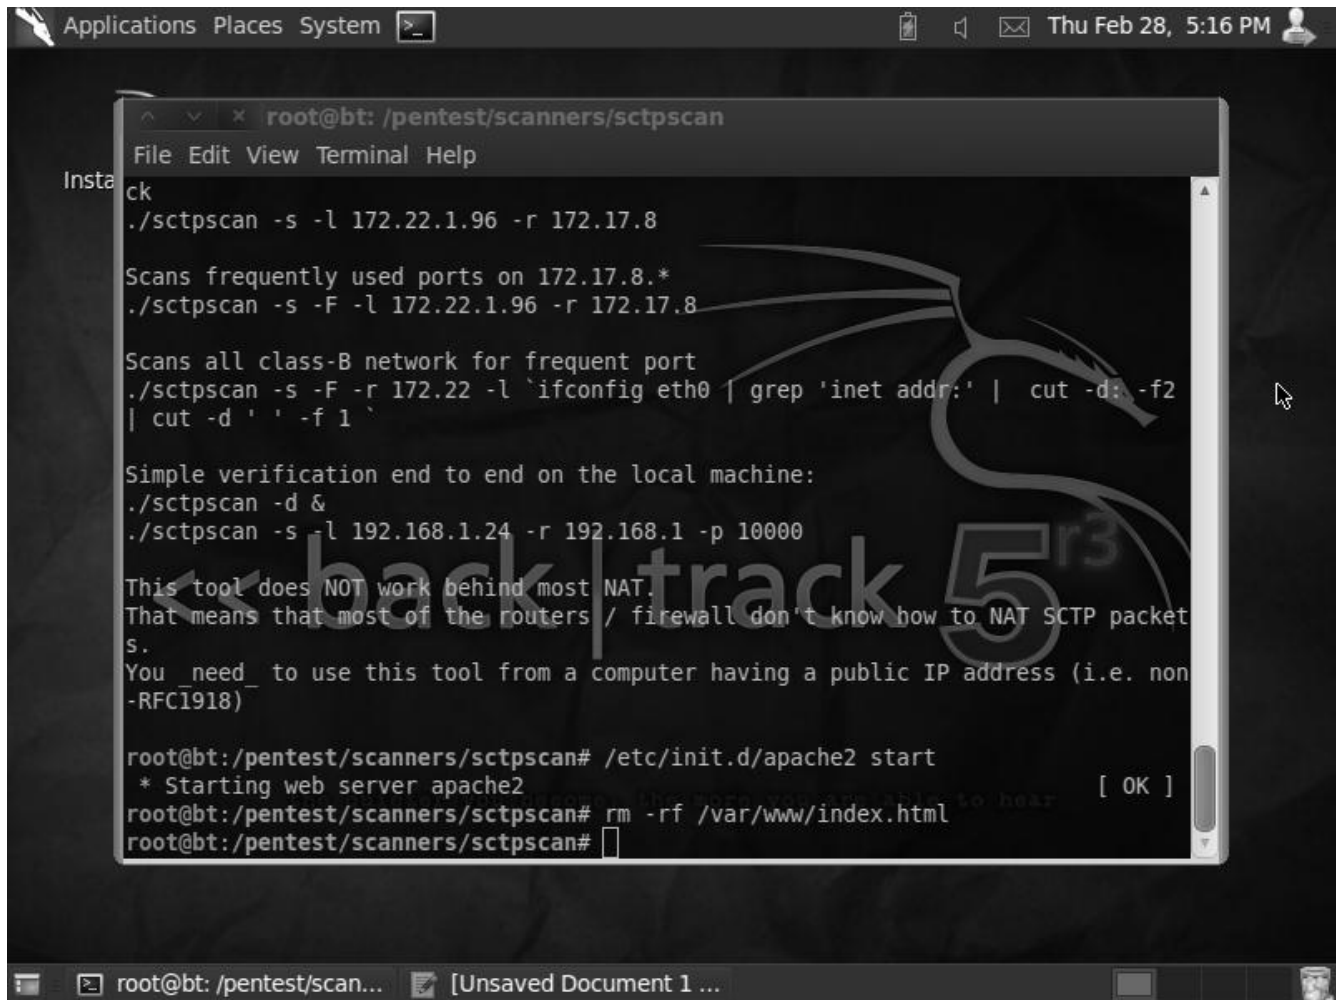 Applications Places System
Thu Feb 28, 5:16 PM
Insta
root@bt: /pentest/scanners/sctpscan
File Edit View Terminal Help
ck
./sctpscan -s -l 172.22.1.96 -r 172.17.8
Scans frequently used ports on 172.17.8.*
./sctpscan -s -F -l 172.22.1.96 -r 172.17.8
Scans all class-B network for frequent port
./sctpscan -s -F -r 172.22 -l `ifconfig eth0 | grep 'inet addr:' |  cut -d: -f2
| cut -d ' ' -f 1 `
Simple verification end to end on the local machine:
./sctpscan -d &
./sctpscan -s -l 192.168.1.24 -r 192.168.1 -p 10000
<< back|track 5 r3
This tool does NOT work behind most NAT.
That means that most of the routers / firewall don't know how to NAT SCTP packet
s.
You _need_ to use this tool from a computer having a public IP address (i.e. non
-RFC1918)
root@bt:/pentest/scanners/sctpscan# /etc/init.d/apache2 start
 * Starting web server apache2 [ OK ]
the more you are able to hear
root@bt:/pentest/scanners/sctpscan# rm -rf /var/www/index.html
root@bt:/pentest/scanners/sctpscan#
root@bt: /pentest/scan...
[Unsaved Document 1 ...